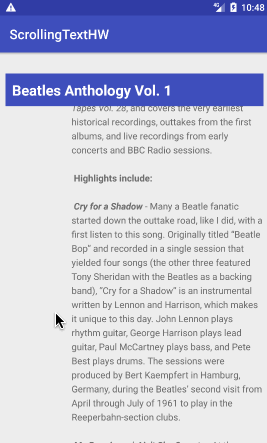 4G 10:48
ScrollingTextHW
Beatles Anthology Vol. 1
Tapes Vol. 28, and covers the very earliest
historical recordings, outtakes from the first
albums, and live recordings from early
concerts and BBC Radio sessions.
Highlights include:
Cry for a Shadow - Many a Beatle fanatic
started down the outtake road, like I did, with a
first listen to this song. Originally titled “Beatle
Bop” and recorded in a single session that
yielded four songs (the other three featured
Tony Sheridan with the Beatles as a backing
band), “Cry for a Shadow” is an instrumental
written by Lennon and Harrison, which makes
it unique to this day. John Lennon plays
rhythm guitar, George Harrison plays lead
guitar, Paul McCartney plays bass, and Pete
Best plays drums. The sessions were
produced by Bert Kaempfert in Hamburg,
Germany, during the Beatles' second visit from
April through July of 1961 to play in the
Reeperbahn-section clubs.